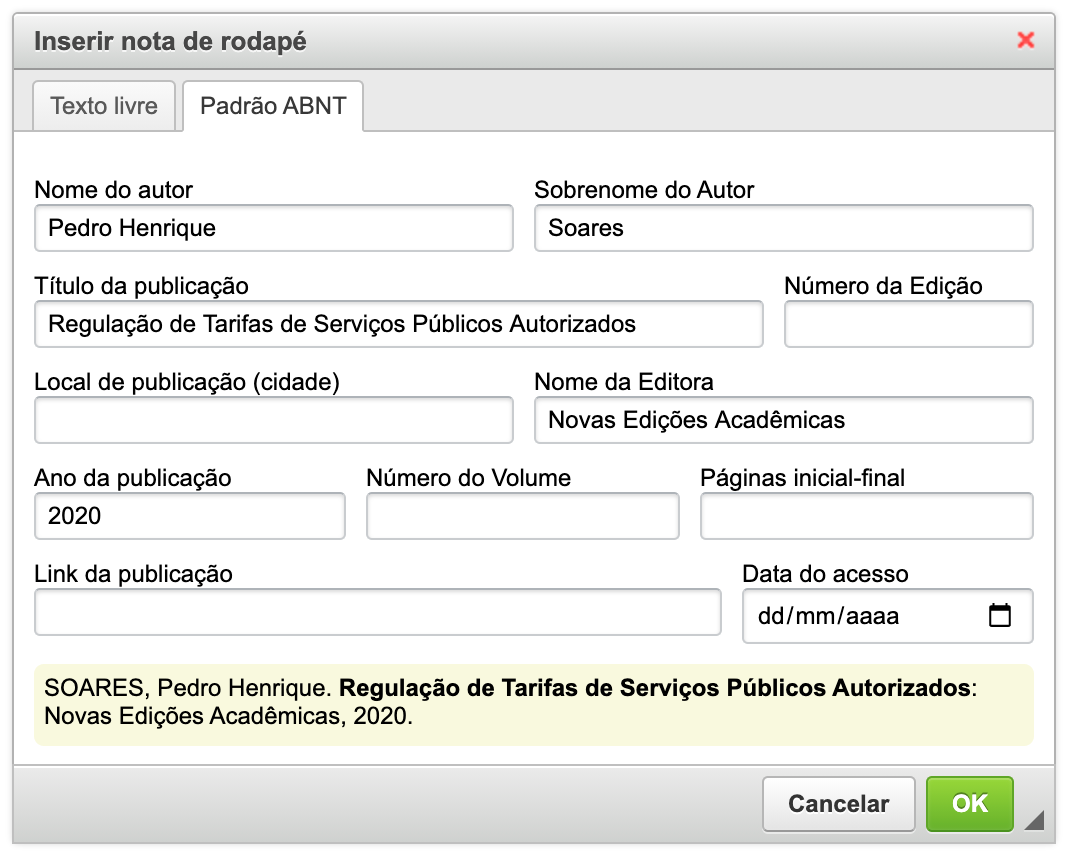 Inserir nota de rodapé
Texto livre
Padrão ABNT
Nome do autor
Sobrenome do Autor
Pedro Henrique
Soares
Título da publicação
Número da Edição
Regulação de Tarifas de Serviços Públicos Autorizados
Local de publicação (cidade)
Nome da Editora
Novas Edições Acadêmicas
Ano da publicação
Número do Volume
Páginas inicial-final
2020
Link da publicação
Data do acesso
dd/mm/aaaa
SOARES, Pedro Henrique. Regulação de Tarifas de Serviços Públicos Autorizados:
Novas Edições Acadêmicas, 2020.
Cancelar
OK